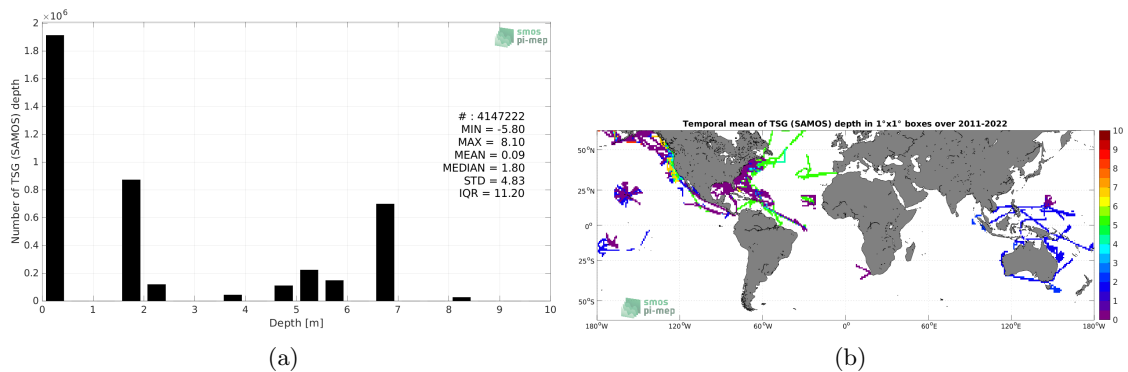 ×10⁶
2
1.8
1.6
1.4
1.2
1
0.8
0.6
0.4
0.2
0
Number of TSG (SAMOS) depth
smos
pi-mep
# : 4147222
MIN = -5.80
MAX = 8.10
MEAN = 0.09
MEDIAN = 1.80
STD = 4.83
IQR = 11.20
0 1 2 3 4 5 6 7 8 9 10
Depth [m]
(a)
Temporal mean of TSG (SAMOS) depth in 1°x1° boxes over 2011-2022
50°N
25°N
0°
25°S
50°S
smos
pi-mep
180°W 120°W 60°W 0° 60°E 120°E 180°W
10
9
8
7
6
5
4
3
2
1
0
(b)